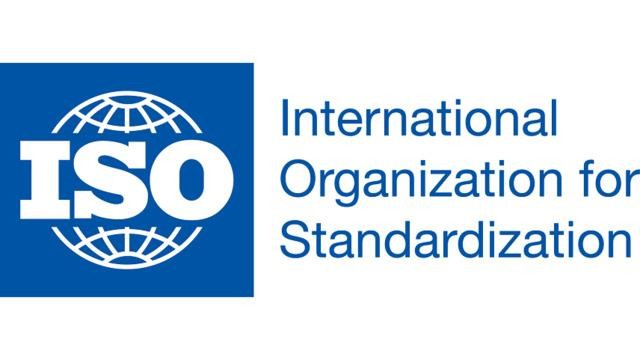 ISO
International
Organization for
Standardization